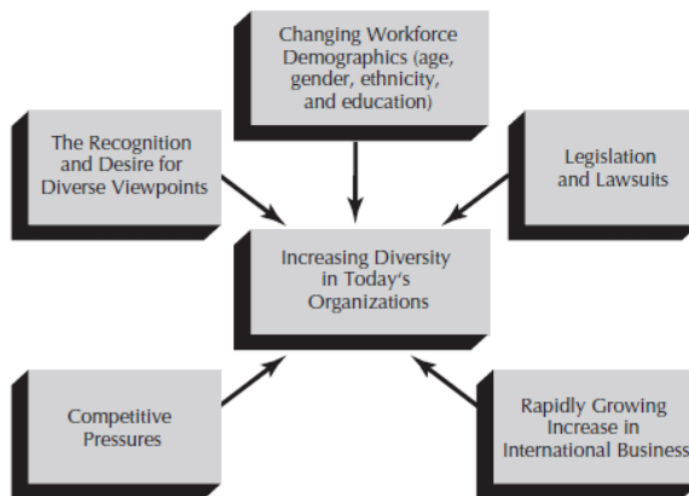 Changing Workforce
Demographics (age,
gender, ethnicity,
and education)
The Recognition
and Desire for
Diverse Viewpoints
Legislation
and Lawsuits
Increasing Diversity
in Today's
Organizations
Competitive
Pressures
Rapidly Growing
Increase in
International Business